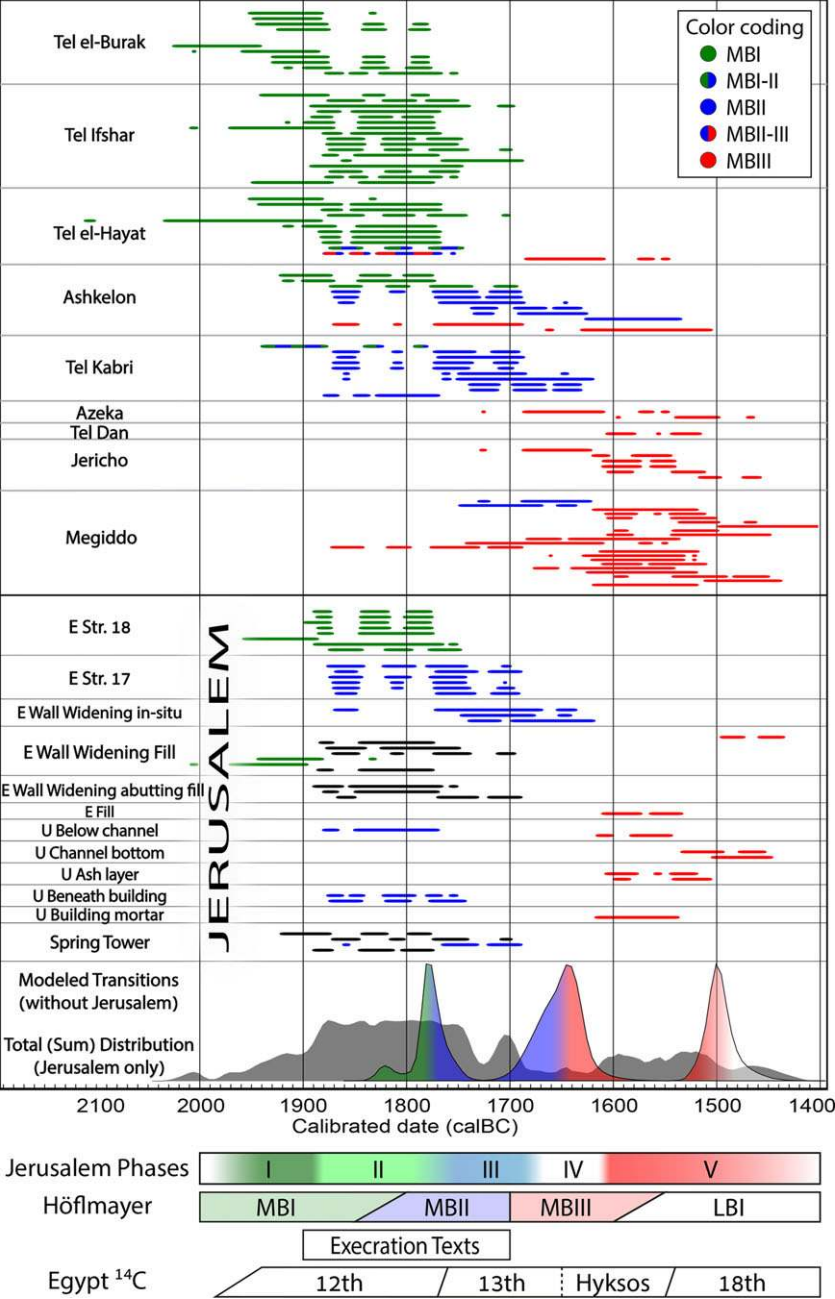 Color coding
MBI
MBI-II
MBII
MBII-III
MBIII
Tel el-Burak
Tel Ifshar
Tel el-Hayat
Ashkelon
Tel Kabri
Azeka
Tel Dan
Jericho
Megiddo
JERUSALEM
E Str. 18
E Str. 17
E Wall Widening in-situ
E Wall Widening Fill
E Wall Widening abutting fill
E Fill
U Below channel
U Channel bottom
U Ash layer
U Beneath building
U Building mortar
Spring Tower
Modeled Transitions
(without Jerusalem)
Total (Sum) Distribution
(Jerusalem only)
2100 2000 1900 1800 1700 1600 1500 1400
Calibrated date (calBC)
Jerusalem Phases I II III IV V
Höflmayer MBI MBII MBIII LBI
Execration Texts
Egypt ¹⁴C 12th 13th Hyksos 18th